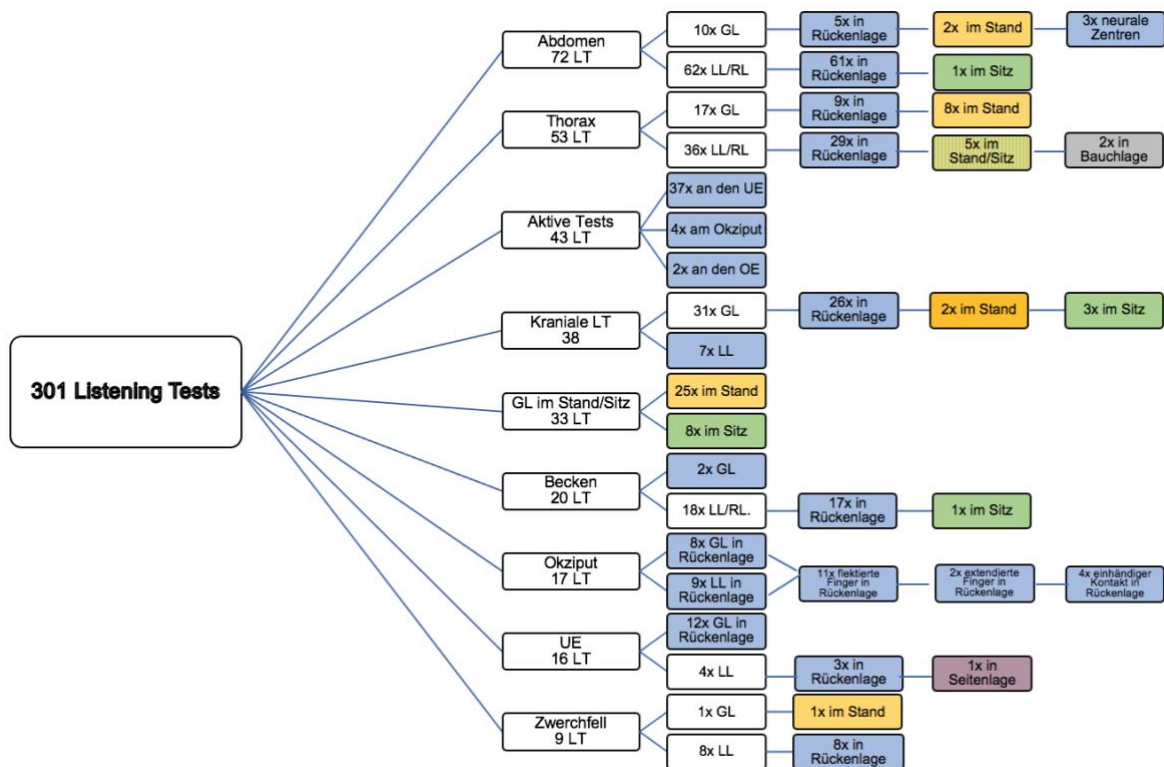 301 Listening Tests
Abdomen
72 LT
10x GL
5x in
Rückenlage
2x im Stand
3x neurale
Zentren
62x LL/RL
61x in
Rückenlage
1x im Sitz
Thorax
53 LT
17x GL
9x in
Rückenlage
8x im Stand
36x LL/RL
29x in
Rückenlage
5x im
Stand/Sitz
2x in
Bauchlage
Aktive Tests
43 LT
37x an den UE
4x am Okziput
2x an den OE
Kraniale LT
38
31x GL
26x in
Rückenlage
2x im Stand
3x im Sitz
7x LL
GL im Stand/Sitz
33 LT
25x im Stand
8x im Sitz
Becken
20 LT
2x GL
18x LL/RL.
17x in
Rückenlage
1x im Sitz
Okziput
17 LT
8x GL in
Rückenlage
9x LL in
Rückenlage
11x flektierte
Finger in
Rückenlage
2x extendierte
Finger in
Rückenlage
4x einhändiger
Kontakt in
Rückenlage
UE
16 LT
12x GL in
Rückenlage
4x LL
3x in
Rückenlage
1x in
Seitenlage
Zwerchfell
9 LT
1x GL
1x im Stand
8x LL
8x in
Rückenlage